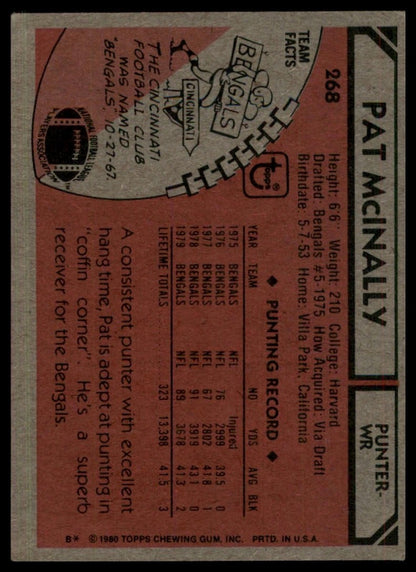 268
PAT McINALLY
PUNTER-
WR
Height: 6'6" Weight: 210 College: Harvard
Drafted: Bengals #5-1975 How Acquired: Via Draft
Birthdate: 5-7-53 Home: Villa Park, California
TEAM
FACTS
BENGALS
CINCINNATI
THE CINCINNATI
FOOTBALL CLUB
WAS NAMED
"BENGALS," 10-27-67.
NATIONAL FOOTBALL LEAGUE
PLAYERS ASSOCIATION
topps ®
◆ PUNTING RECORD ◆
YEAR TEAM NO YDS AVG BLK
1975 BENGALS NFL Injured
1976 BENGALS NFL 76 2999 39.5 0
1977 BENGALS NFL 67 2802 41.8 1
1978 BENGALS NFL 91 3919 43.1 0
1979 BENGALS NFL 89 3678 41.3 2
LIFETIME TOTALS 323 13,398 41.5 3
A consistent punter with excellent
hang time, Pat is adept at punting in
"coffin corner". He's a superb
receiver for the Bengals.
B* © 1980 TOPPS CHEWING GUM, INC. PRTD. IN U.S.A.